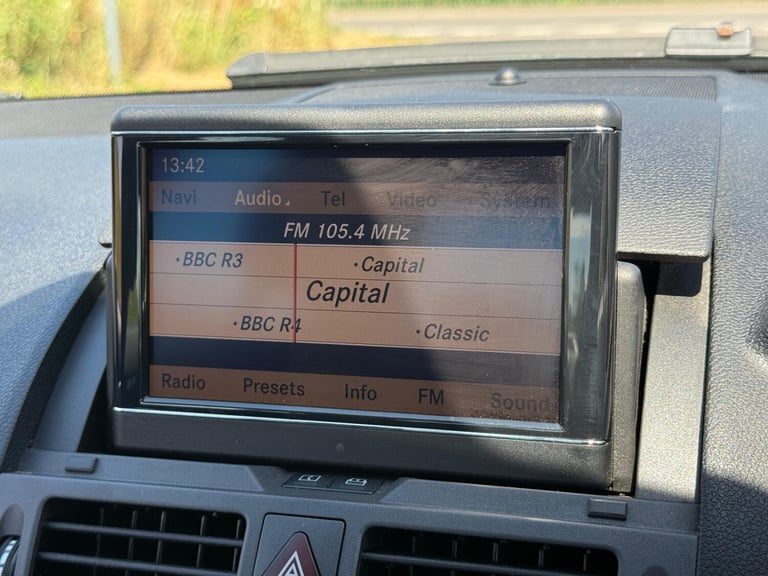 13:42
Navi Audio Tel Video System
FM 105.4 MHz
·BBC R3 ·Capital
Capital
·BBC R4 ·Classic
Radio Presets Info FM Sound